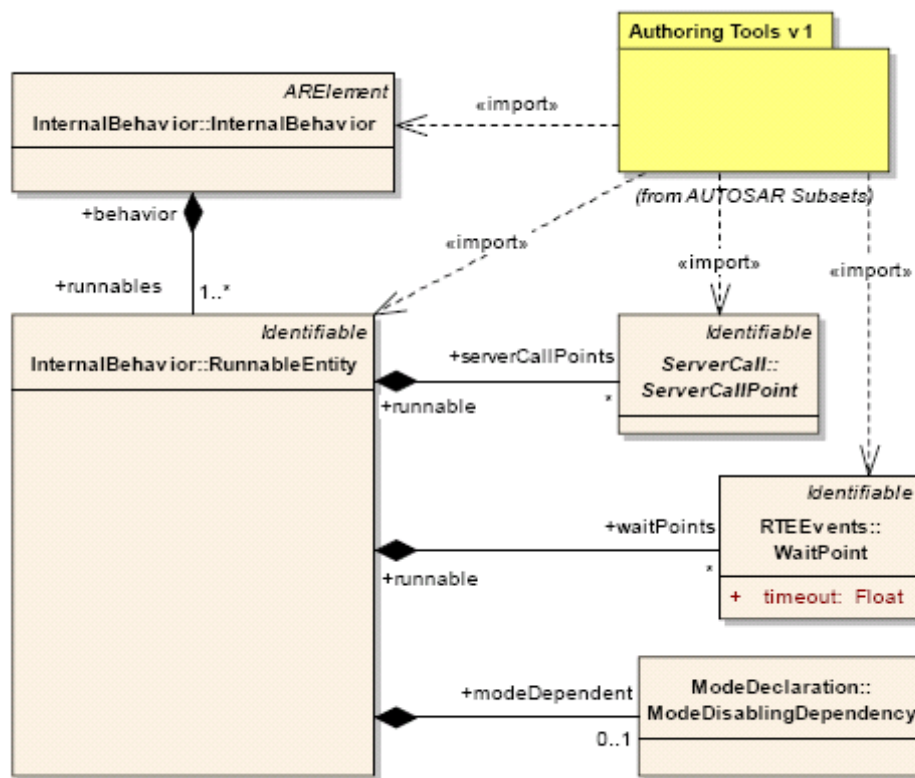 Authoring Tools v1
ARElement
InternalBehavior::InternalBehavior
«import»
(from AUTOSAR Subsets)
+behavior
«import»
«import»
«import»
+runnables
1..*
Identifiable
InternalBehavior::RunnableEntity
Identifiable
ServerCall::
ServerCallPoint
+serverCallPoints
+runnable
*
Identifiable
RTEEvents::
WaitPoint
+ timeout: Float
+waitPoints
+runnable
*
ModeDeclaration::
ModeDisablingDependency
+modeDependent
0..1